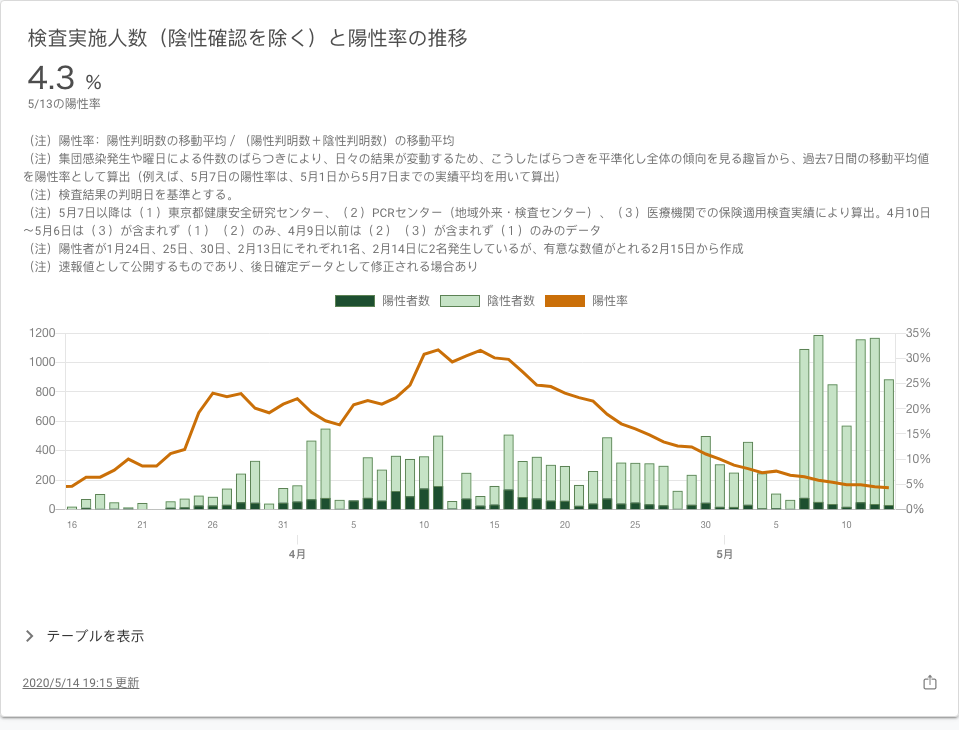 検査実施人数（陰性確認を除く）と陽性率の推移
4.3 %
5/13の陽性率
（注）陽性率：陽性判明数の移動平均 / （陽性判明数＋陰性判明数）の移動平均
（注）集団感染発生や曜日による件数のばらつきにより、日々の結果が変動するため、こうしたばらつきを平準化し全体の傾向を見る趣旨から、過去7日間の移動平均値
を陽性率として算出（例えば、5月7日の陽性率は、5月1日から5月7日までの実績平均を用いて算出）
（注）検査結果の判明日を基準とする。
（注）5月7日以降は（１）東京都健康安全研究センター、（２）PCRセンター（地域外来・検査センター）、（３）医療機関での保険適用検査実績により算出。4月10日
～5月6日は（３）が含まれず（１）（２）のみ、4月9日以前は（２）（３）が含まれず（１）のみのデータ
（注）陽性者が1月24日、25日、30日、2月13日にそれぞれ1名、2月14日に2名発生しているが、有意な数値がとれる2月15日から作成
（注）速報値として公開するものであり、後日確定データとして修正される場合あり
陽性者数 陰性者数 陽性率
1200 35%
1000 30%
800 25%
600 20%
400 15%
200 10%
0 5%
0%
16 21 26 31 5 10 15 20 25 30 5 10
4月 5月
テーブルを表示
2020/5/14 19:15 更新